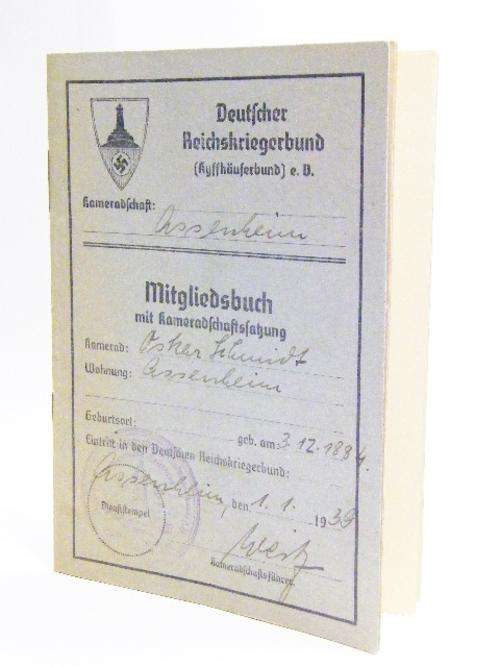 Deutscher
Reichskriegerbund
(Kyffhäuserbund) e. V.
Kameradschaft:
Assenheim
Mitgliedsbuch
mit Kameradschaftssatzung
Kamerad: Oskar Schmidt
Wohnung: Assenheim
Geburtsort: geb. am: 3.12.1894.
Eintritt in den Deutschen Reichskriegerbund:
Assenheim, den 1. 1. 1939
Dienststempel
Kameradschaftsführer.